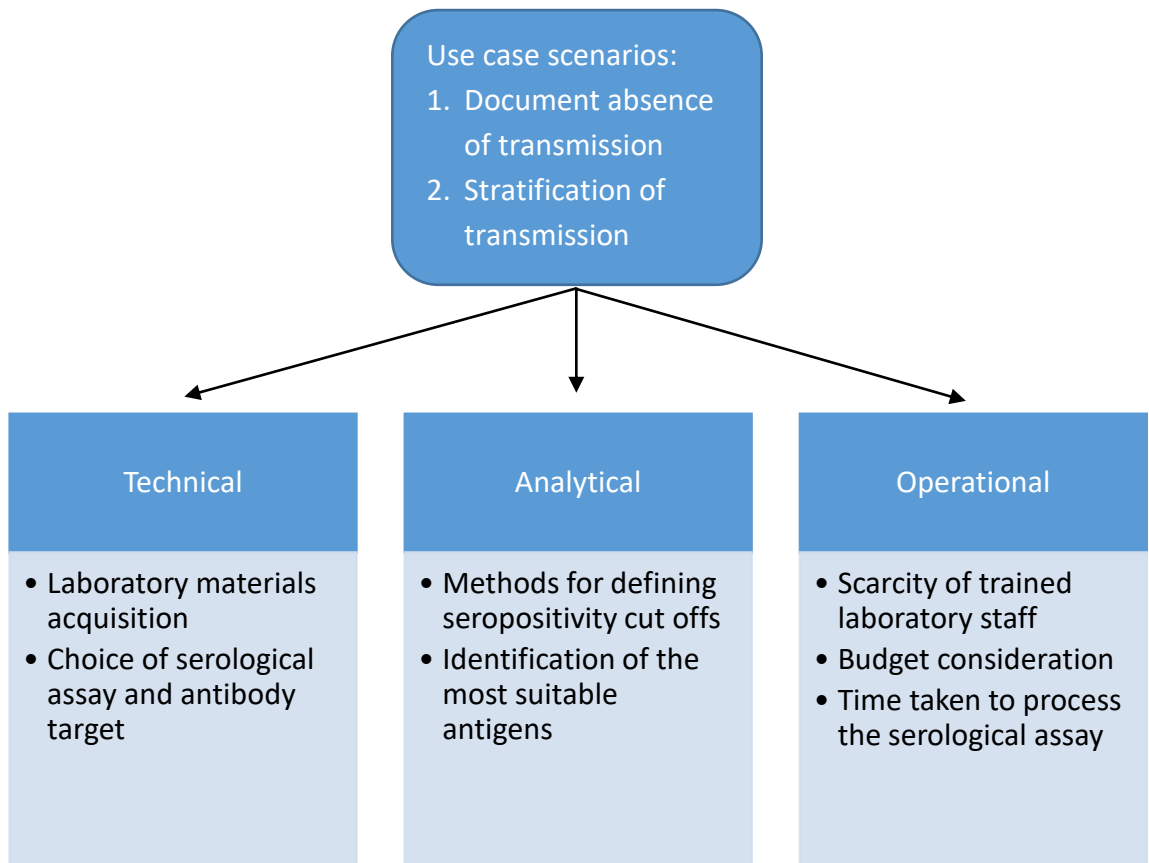 Use case scenarios:
1. Document absence
of transmission
2. Stratification of
transmission
Technical
• Laboratory materials
acquisition
• Choice of serological
assay and antibody
target
Analytical
• Methods for defining
seropositivity cut offs
• Identification of the
most suitable
antigens
Operational
• Scarcity of trained
laboratory staff
• Budget consideration
• Time taken to process
the serological assay